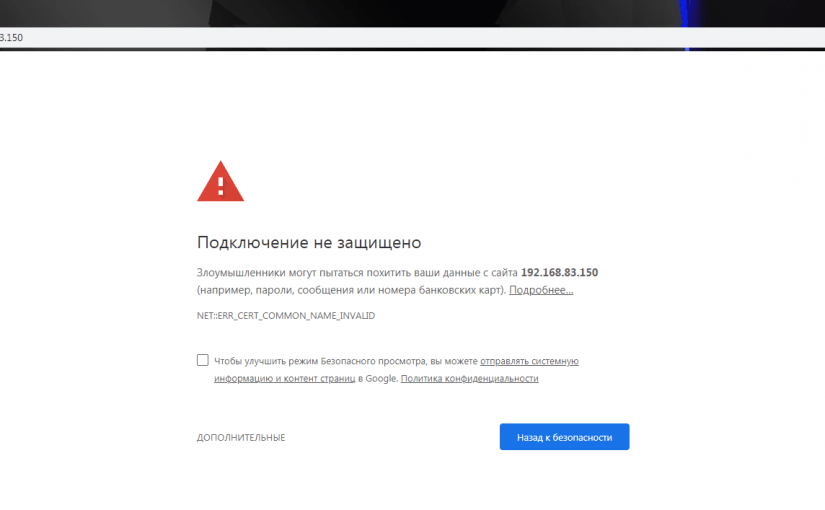 3.150
Подключение не защищено
Злоумышленники могут пытаться похитить ваши данные с сайта 192.168.83.150
(например, пароли, сообщения или номера банковских карт). Подробнее…
NET::ERR_CERT_COMMON_NAME_INVALID
Чтобы улучшить режим Безопасного просмотра, вы можете отправлять системную
информацию и контент страниц в Google. Политика конфиденциальности
ДОПОЛНИТЕЛЬНЫЕ
Назад к безопасности